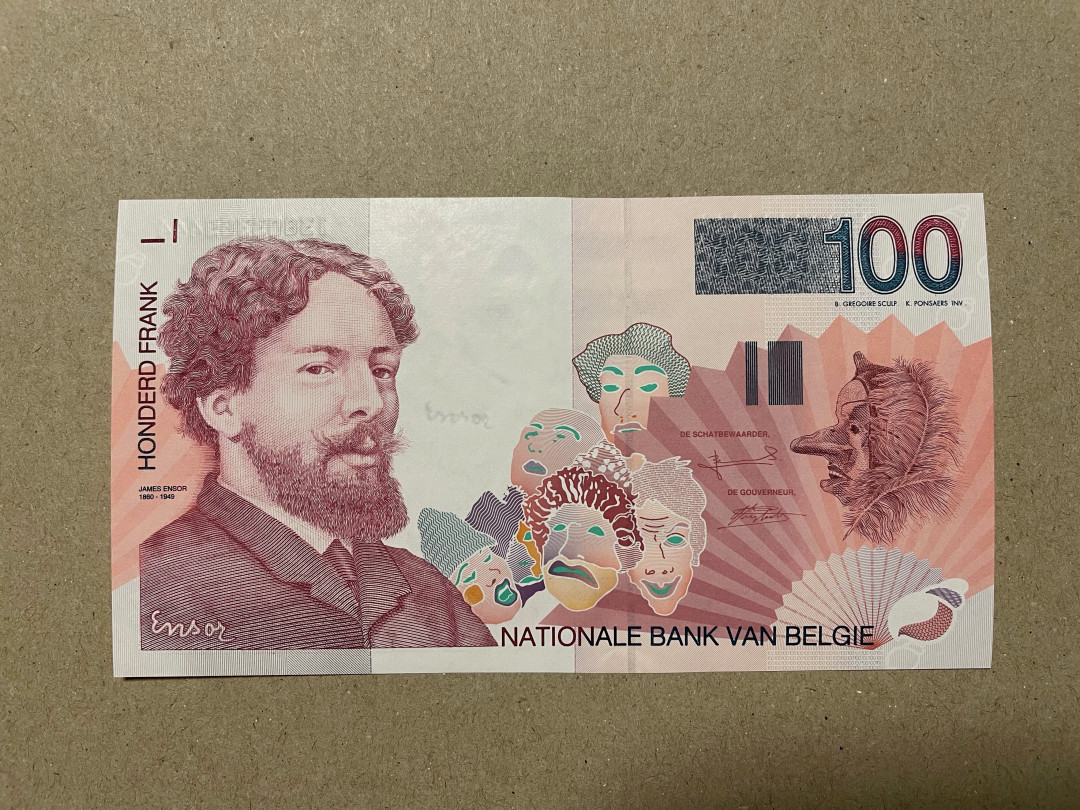 HONDERD FRANK
JAMES ENSOR
1860 - 1949
Ensor
Ensor
100
B. GREGOIRE SCULP. K. PONSAERS INV.
DE SCHATBEWAARDER,
DE GOUVERNEUR,
NATIONALE BANK VAN BELGIE